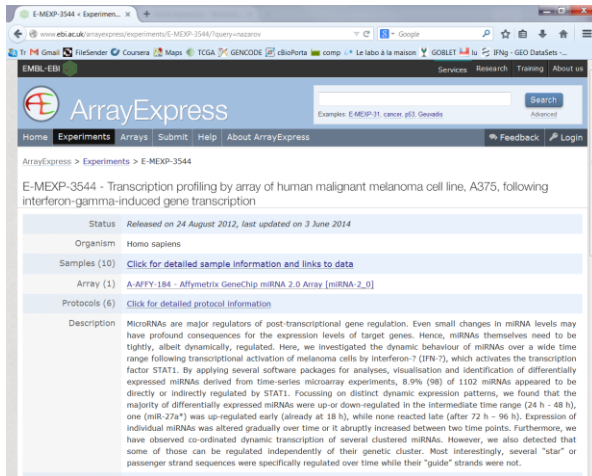 E-MEXP-3544 < Experimen...
www.ebi.ac.uk/arrayexpress/experiments/E-MEXP-3544/?query=nazarov
Google
Tr Gmail FileSender Coursera Maps TCGA GENCODE cBioPorta comp Le labo à la maison GOBLET lu IFNg - GEO DataSets -...
EMBL-EBI Services Research Training About us
ArrayExpress
Search
Examples: E-MEXP-31, cancer, p53, Geuvadis Advanced
Home Experiments Arrays Submit Help About ArrayExpress Feedback Login
ArrayExpress > Experiments > E-MEXP-3544
E-MEXP-3544 - Transcription profiling by array of human malignant melanoma cell line, A375, following
interferon-gamma-induced gene transcription
Status Released on 24 August 2012, last updated on 3 June 2014
Organism Homo sapiens
Samples (10) Click for detailed sample information and links to data
Array (1) A-AFFY-184 - Affymetrix GeneChip miRNA 2.0 Array [miRNA-2_0]
Protocols (6) Click for detailed protocol information
Description MicroRNAs are major regulators of post-transcriptional gene regulation. Even small changes in miRNA levels may
have profound consequences for the expression levels of target genes. Hence, miRNAs themselves need to be
tightly, albeit dynamically, regulated. Here, we investigated the dynamic behaviour of miRNAs over a wide time
range following transcriptional activation of melanoma cells by interferon-? (IFN-?), which activates the transcription
factor STAT1. By applying several software packages for analyses, visualisation and identification of differentially
expressed miRNAs derived from time-series microarray experiments, 8.9% (98) of 1102 miRNAs appeared to be
directly or indirectly regulated by STAT1. Focussing on distinct dynamic expression patterns, we found that the
majority of differentially expressed miRNAs were up-or down-regulated in the intermediate time range (24 h - 48 h),
one (miR-27a*) was up-regulated early (already at 18 h), while none reacted late (after 72 h - 96 h). Expression of
individual miRNAs was altered gradually over time or it abruptly increased between two time points. Furthermore, we
have observed co-ordinated dynamic transcription of several clustered miRNAs. However, we also detected that
some of those can be regulated independently of their genetic cluster. Most interestingly, several "star" or
passenger strand sequences were specifically regulated over time while their "guide" strands were not.